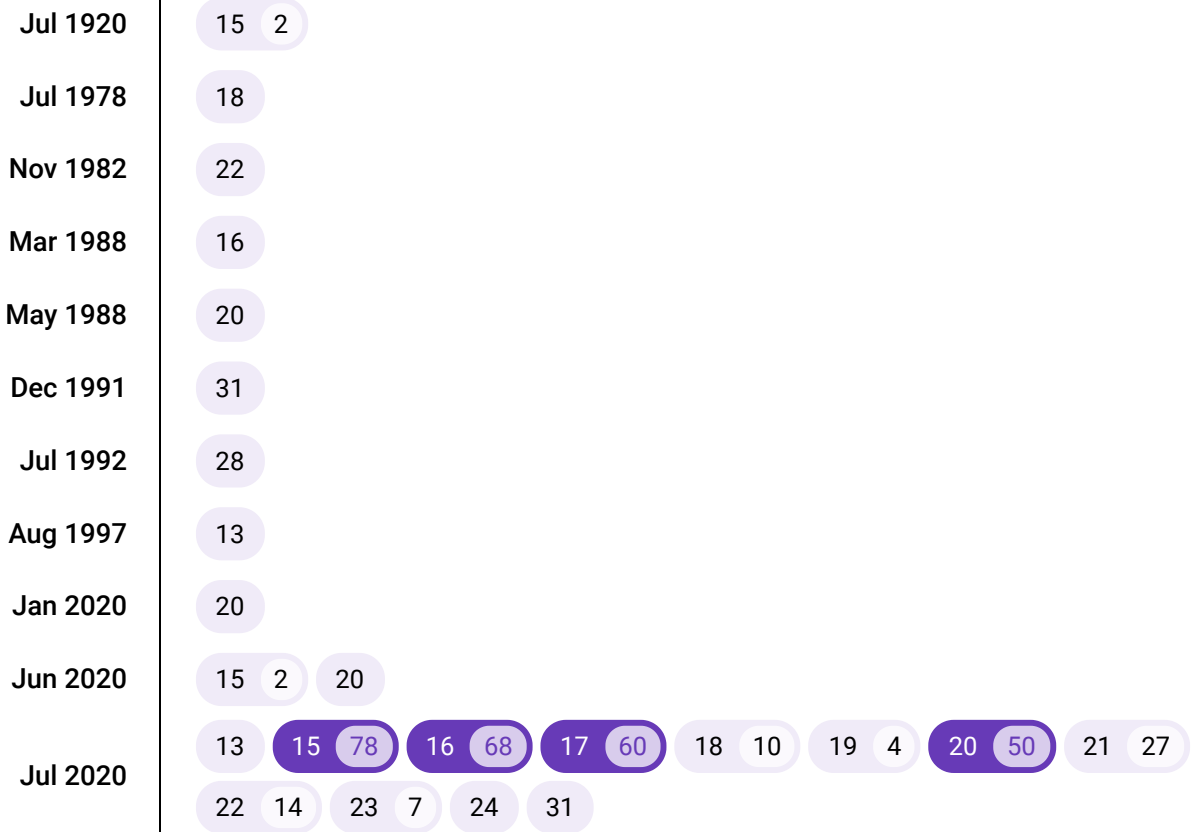 Jul 1920 15 2
Jul 1978 18
Nov 1982 22
Mar 1988 16
May 1988 20
Dec 1991 31
Jul 1992 28
Aug 1997 13
Jan 2020 20
Jun 2020 15 2 20
Jul 2020
13 15 78 16 68 17 60 18 10 19 4 20 50 21 27
22 14 23 7 24 31